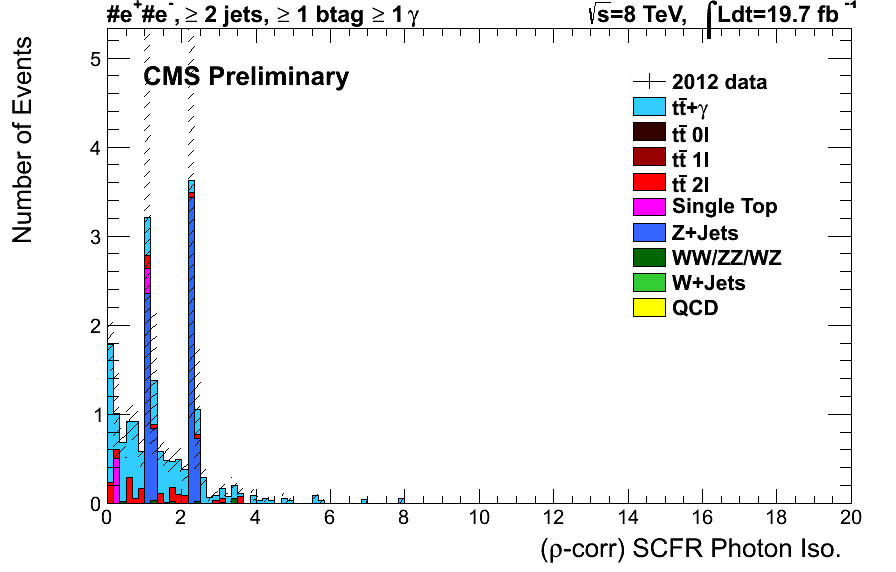 #e⁺#e⁻, ≥ 2 jets, ≥ 1 btag ≥ 1 γ
√s=8 TeV, ∫Ldt=19.7 fb⁻¹
CMS Preliminary
Number of Events
5
4
3
2
1
0
2012 data
tt̄+γ
tt̄ 0l
tt̄ 1l
tt̄ 2l
Single Top
Z+Jets
WW/ZZ/WZ
W+Jets
QCD
0 2 4 6 8 10 12 14 16 18 20
(ρ-corr) SCFR Photon Iso.